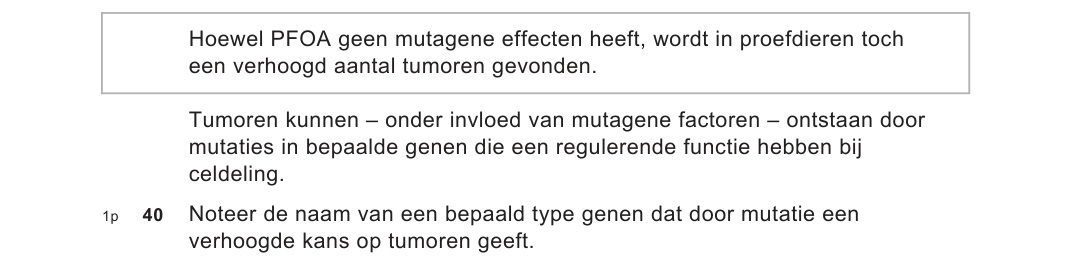 Hoewel PFOA geen mutagene effecten heeft, wordt in proefdieren toch
een verhoogd aantal tumoren gevonden.
Tumoren kunnen – onder invloed van mutagene factoren – ontstaan door
mutaties in bepaalde genen die een regulerende functie hebben bij
celdeling.
1p 40 Noteer de naam van een bepaald type genen dat door mutatie een
verhoogde kans op tumoren geeft.